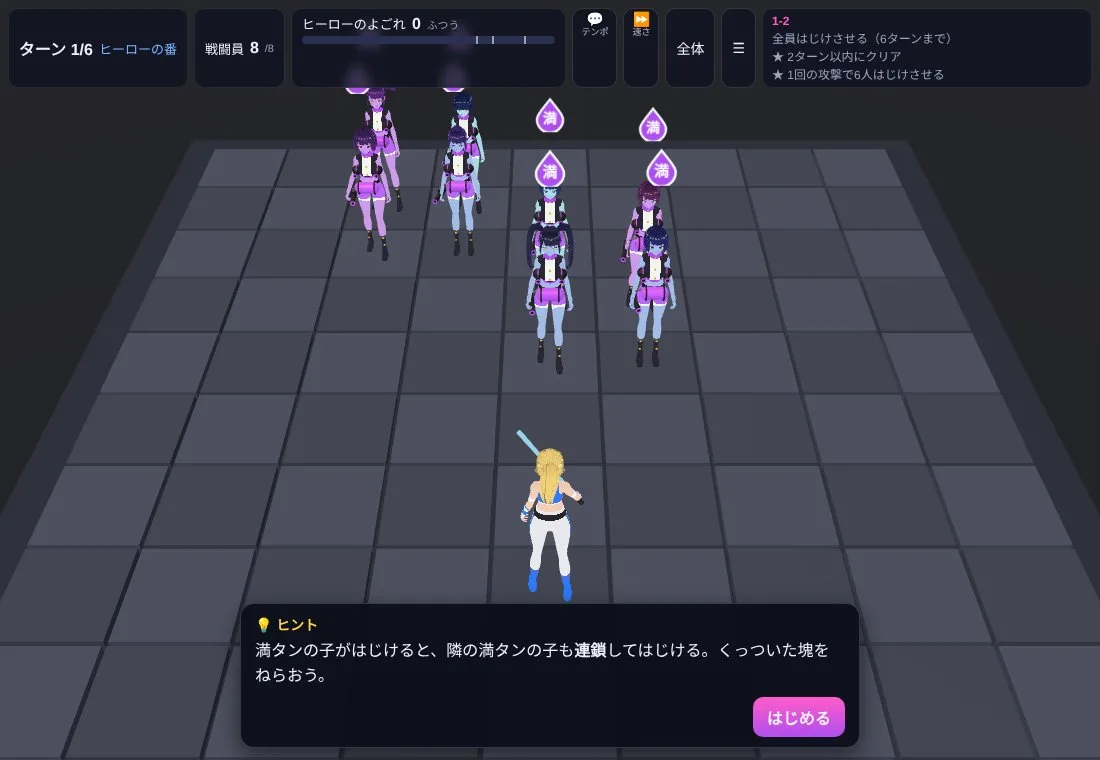 ターン 1/6 ヒーローの番
戦闘員 8 /8
ヒーローのよごれ 0 ふつう
💬
テンポ
⏩
速さ
全体
☰
1-2
全員はじけさせる（6ターンまで）
★ 2ターン以内にクリア
★ 1回の攻撃で6人はじけさせる
満
満
満
満
💡 ヒント
満タンの子がはじけると、隣の満タンの子も連鎖してはじける。くっついた塊を
ねらおう。
はじめる